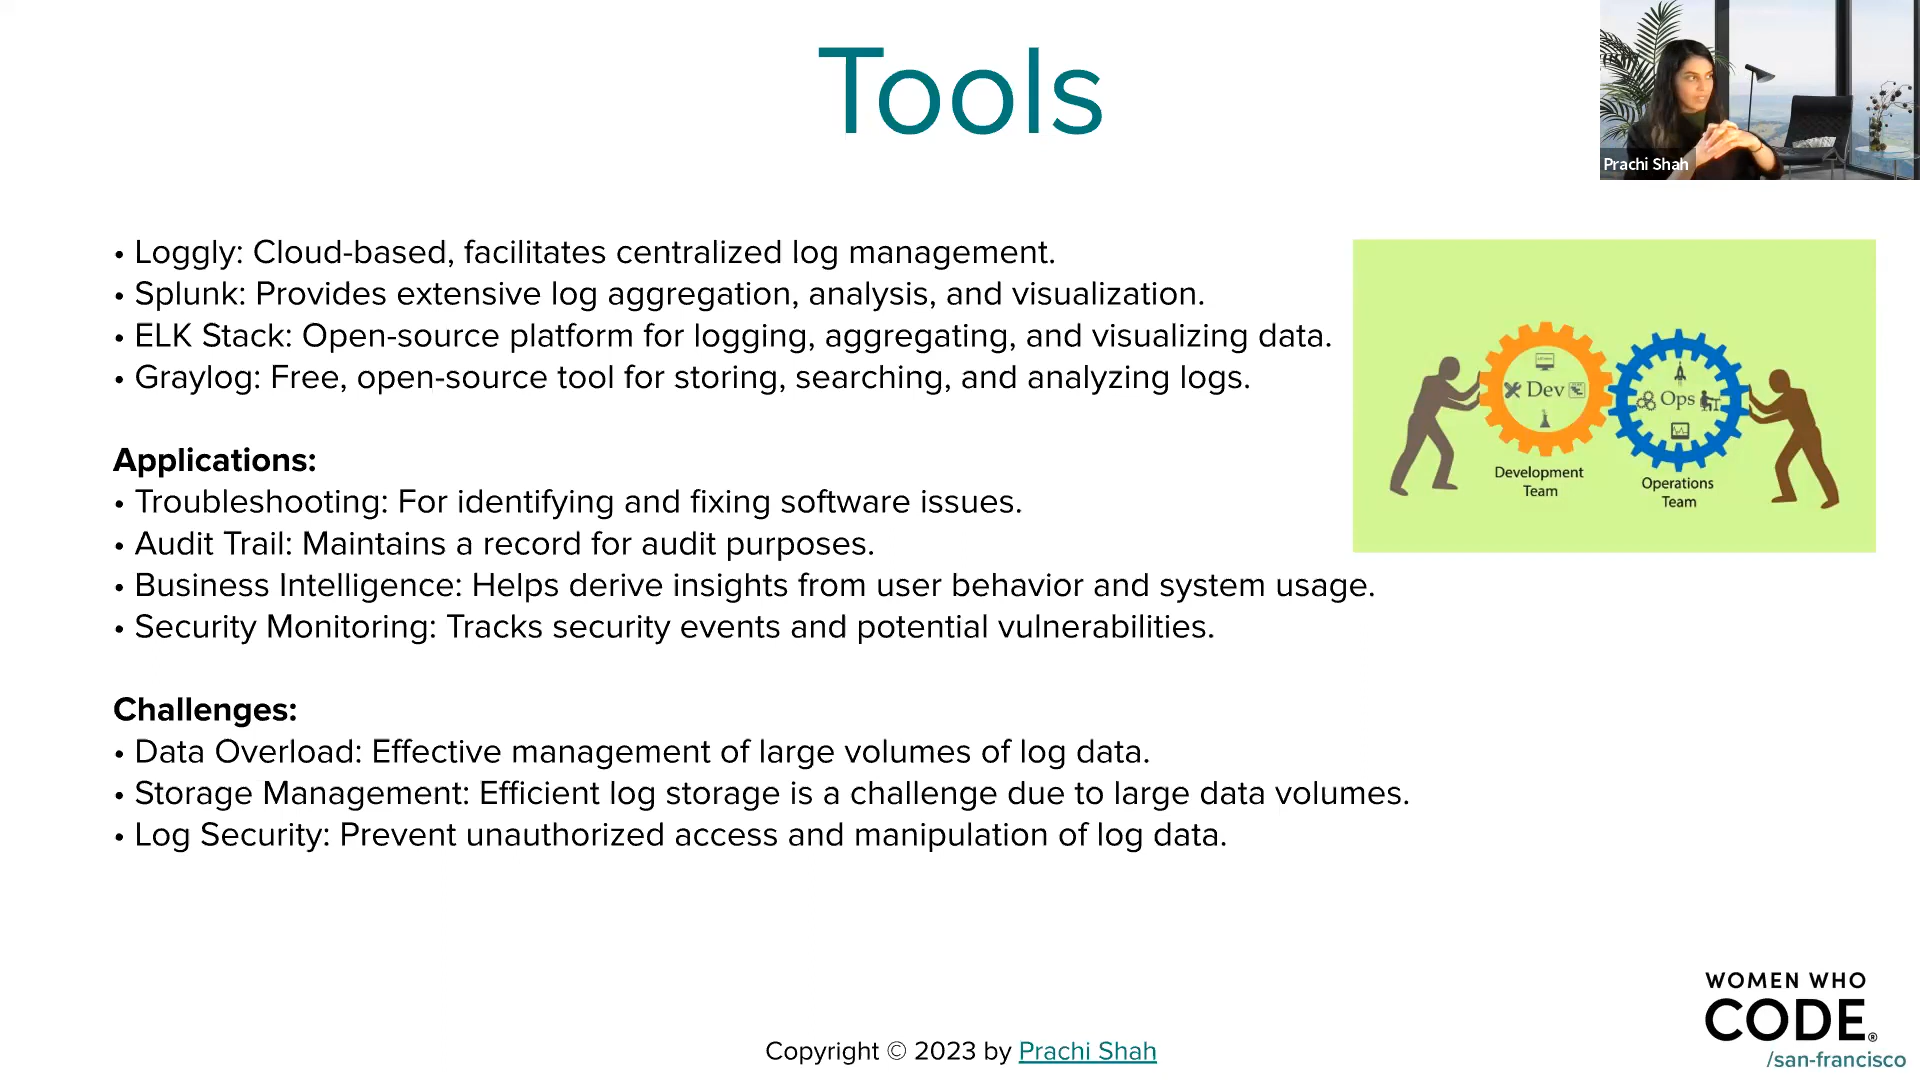 Tools
Prachi Shah
• Loggly: Cloud-based, facilitates centralized log management.
• Splunk: Provides extensive log aggregation, analysis, and visualization.
• ELK Stack: Open-source platform for logging, aggregating, and visualizing data.
• Graylog: Free, open-source tool for storing, searching, and analyzing logs.
Applications:
• Troubleshooting: For identifying and fixing software issues.
• Audit Trail: Maintains a record for audit purposes.
• Business Intelligence: Helps derive insights from user behavior and system usage.
• Security Monitoring: Tracks security events and potential vulnerabilities.
Challenges:
• Data Overload: Effective management of large volumes of log data.
• Storage Management: Efficient log storage is a challenge due to large data volumes.
• Log Security: Prevent unauthorized access and manipulation of log data.
Dev
Ops
Development
Team
Operations
Team
WOMEN WHO
CODE®
/san-francisco
Copyright © 2023 by Prachi Shah